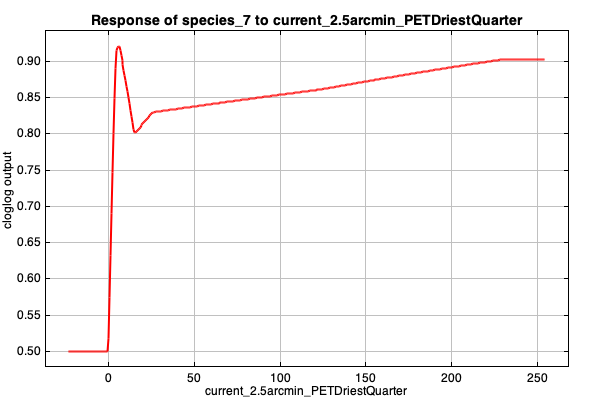 Response of species_7 to current_2.5arcmin_PETDriestQuarter
cloglog output
0.90
0.85
0.80
0.75
0.70
0.65
0.60
0.55
0.50
0 50 100 150 200 250
current_2.5arcmin_PETDriestQuarter